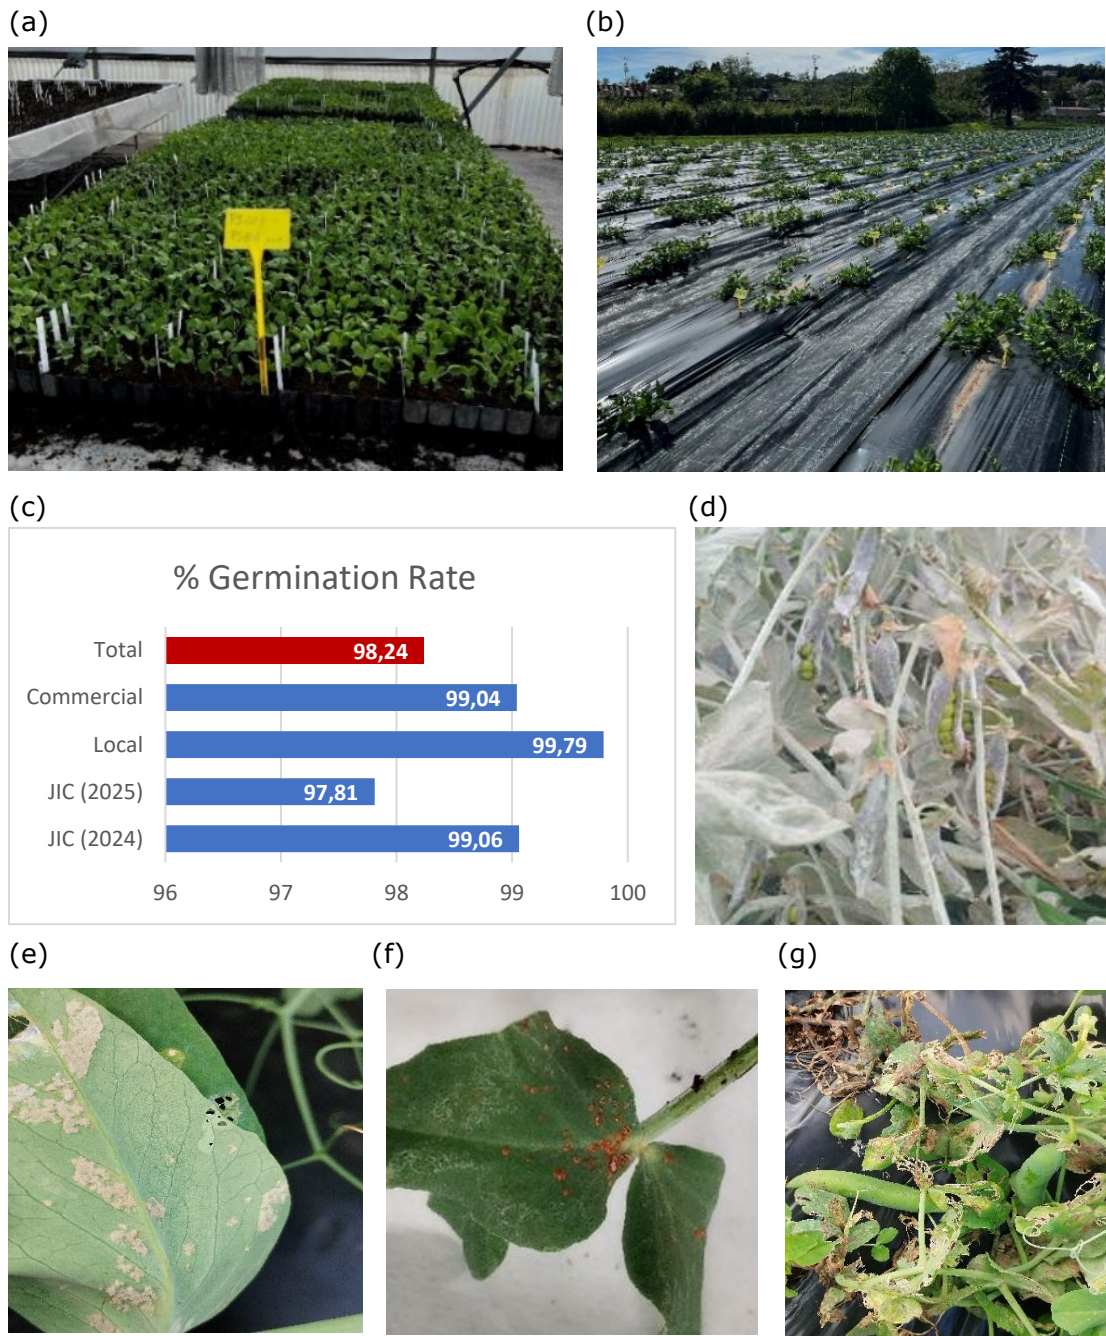 (a)
(b)
(c)
% Germination Rate
Total
98,24
Commercial
99,04
Local
99,79
JIC (2025)
97,81
JIC (2024)
99,06
96
97
98
99
100
(d)
(e)
(f)
(g)